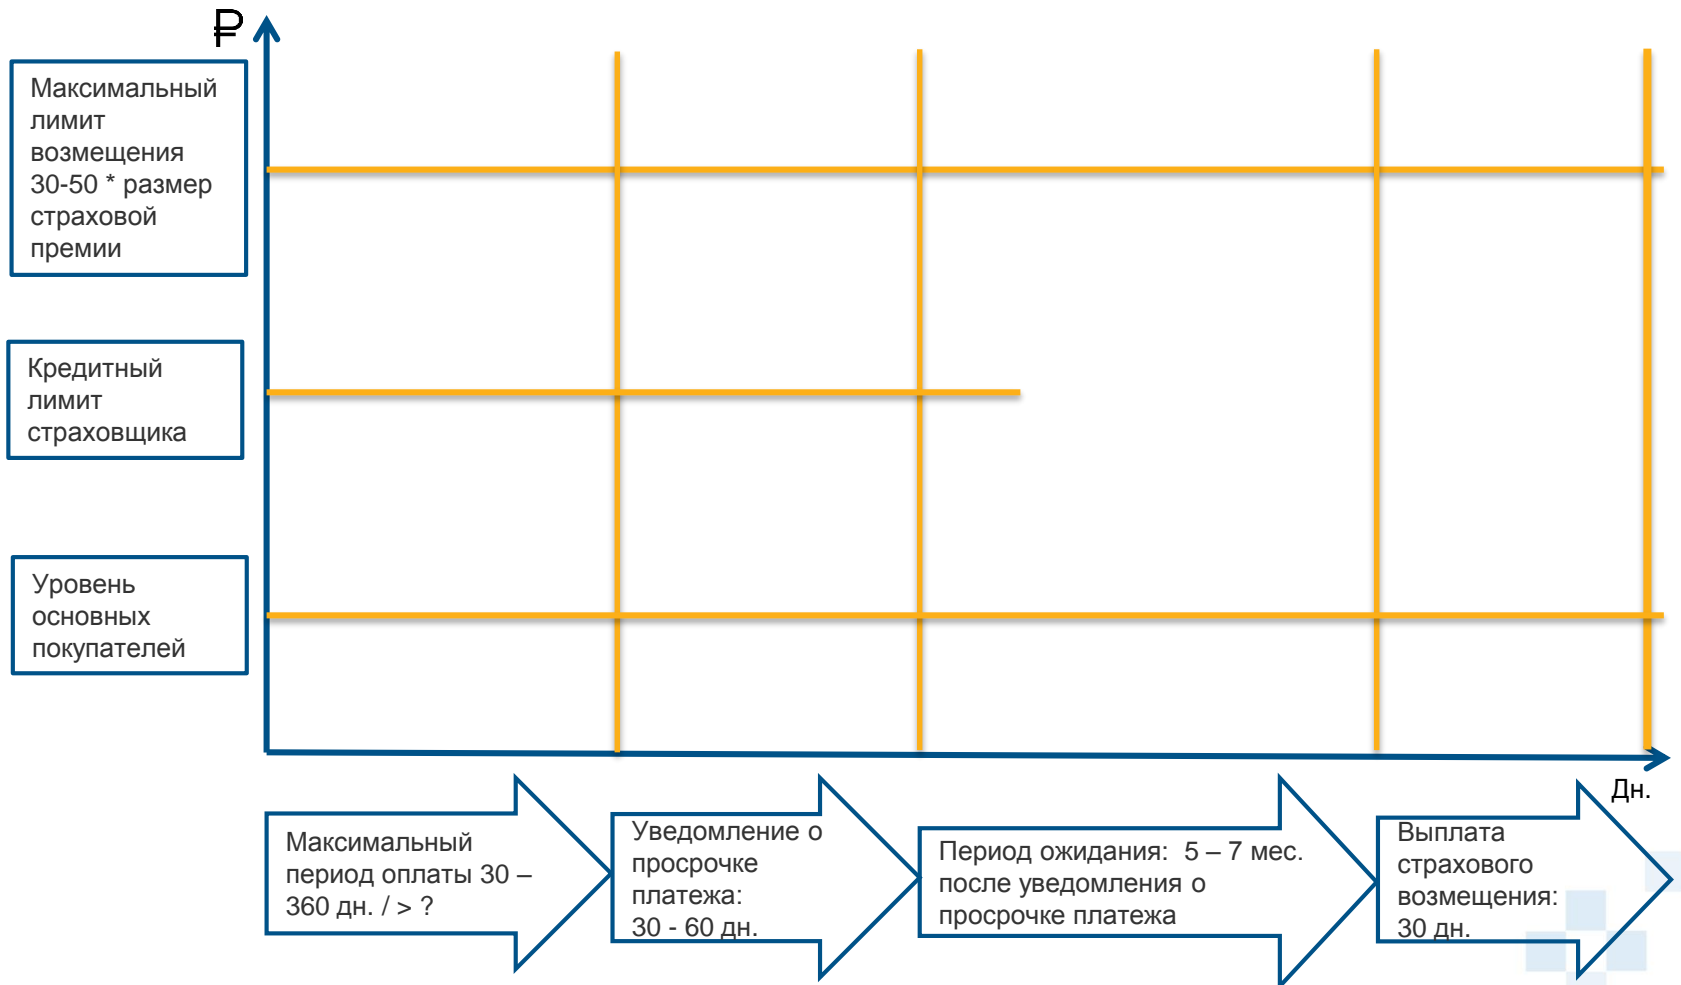 ₽
Максимальный
лимит
возмещения
30-50 * размер
страховой
премии
Кредитный
лимит
страховщика
Уровень
основных
покупателей
Дн.
Максимальный
период оплаты 30 –
360 дн. / > ?
Уведомление о
просрочке
платежа:
30 - 60 дн.
Период ожидания: 5 – 7 мес.
после уведомления о
просрочке платежа
Выплата
страхового
возмещения:
30 дн.